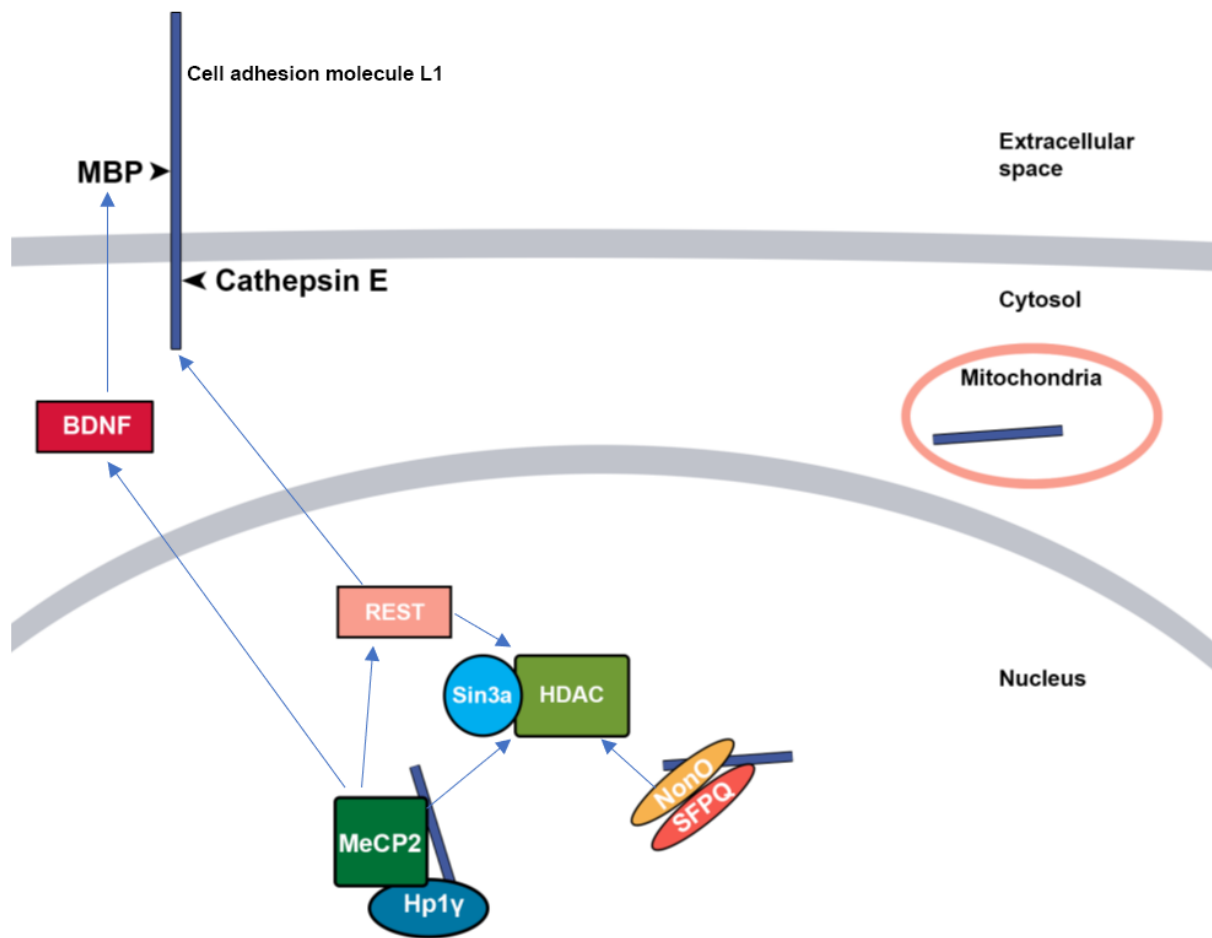 Cell adhesion molecule L1
Extracellular
space
MBP
Cathepsin E
Cytosol
Mitochondria
BDNF
REST
Nucleus
Sin3a
HDAC
NonO
SFPQ
MeCP2
Hp1γ